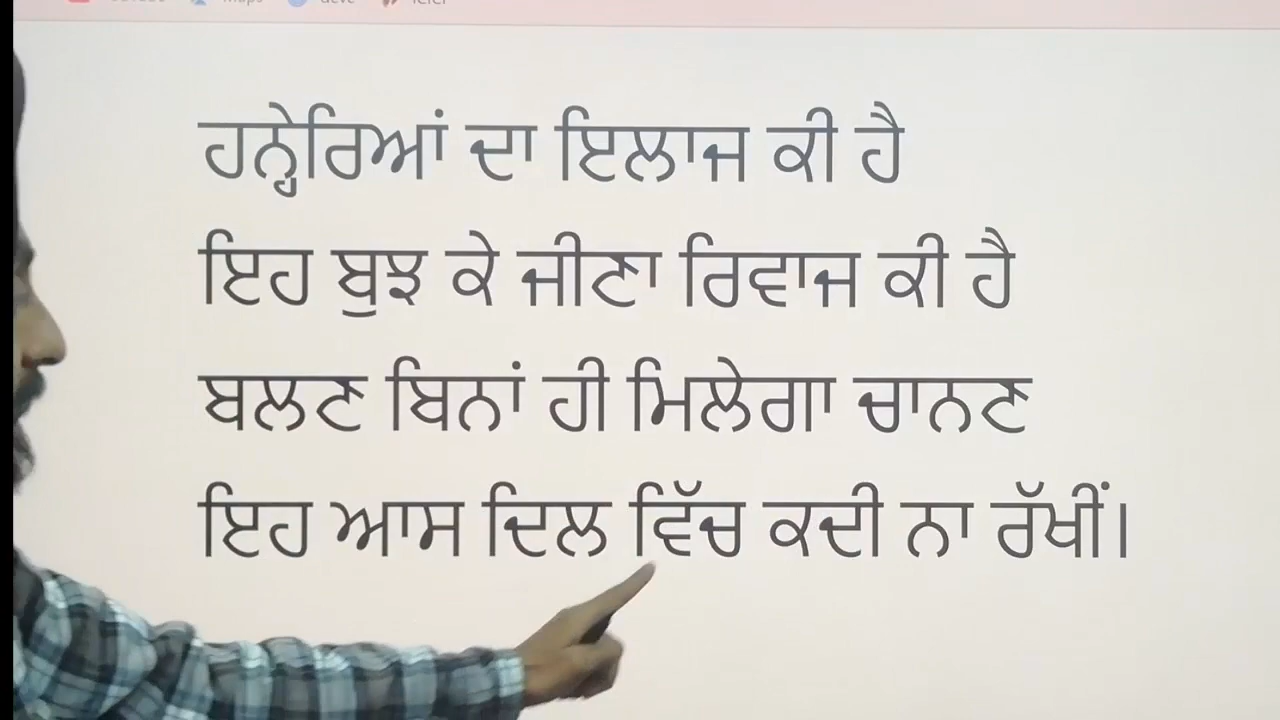 ਹਨ੍ਹੇਰਿਆਂ ਦਾ ਇਲਾਜ ਕੀ ਹੈ
ਇਹ ਬੁਝ ਕੇ ਜੀਣਾ ਰਿਵਾਜ ਕੀ ਹੈ
ਬਲਣ ਬਿਨਾਂ ਹੀ ਮਿਲੇਗਾ ਚਾਨਣ
ਇਹ ਆਸ ਦਿਲ ਵਿੱਚ ਕਦੀ ਨਾ ਰੱਖੀਂ।